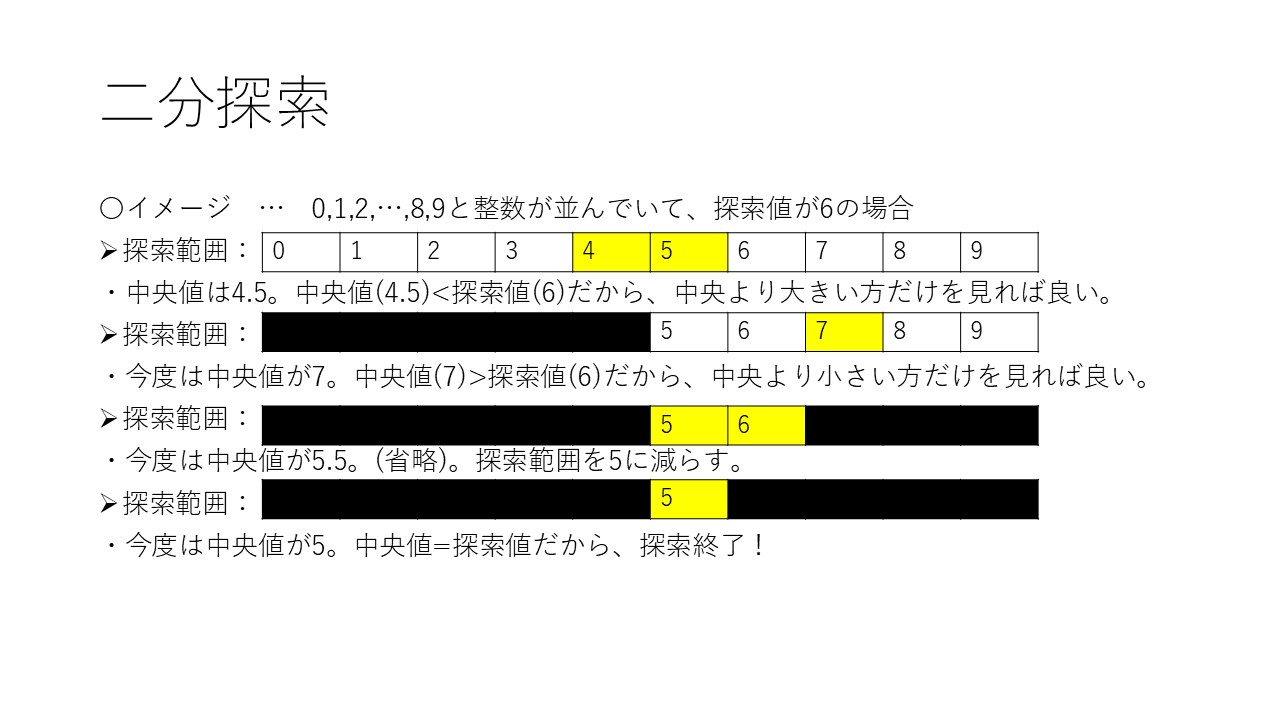 二分探索
〇イメージ　…　0,1,2,…,8,9と整数が並んでいて、探索値が6の場合
➢探索範囲： 0 1 2 3 4 5 6 7 8 9
・中央値は4.5。中央値(4.5)<探索値(6)だから、中央より大きい方だけを見れば良い。
➢探索範囲： 5 6 7 8 9
・今度は中央値が7。中央値(7)>探索値(6)だから、中央より小さい方だけを見れば良い。
➢探索範囲： 5 6
・今度は中央値が5.5。(省略)。探索範囲を5に減らす。
➢探索範囲： 5
・今度は中央値が5。中央値=探索値だから、探索終了！